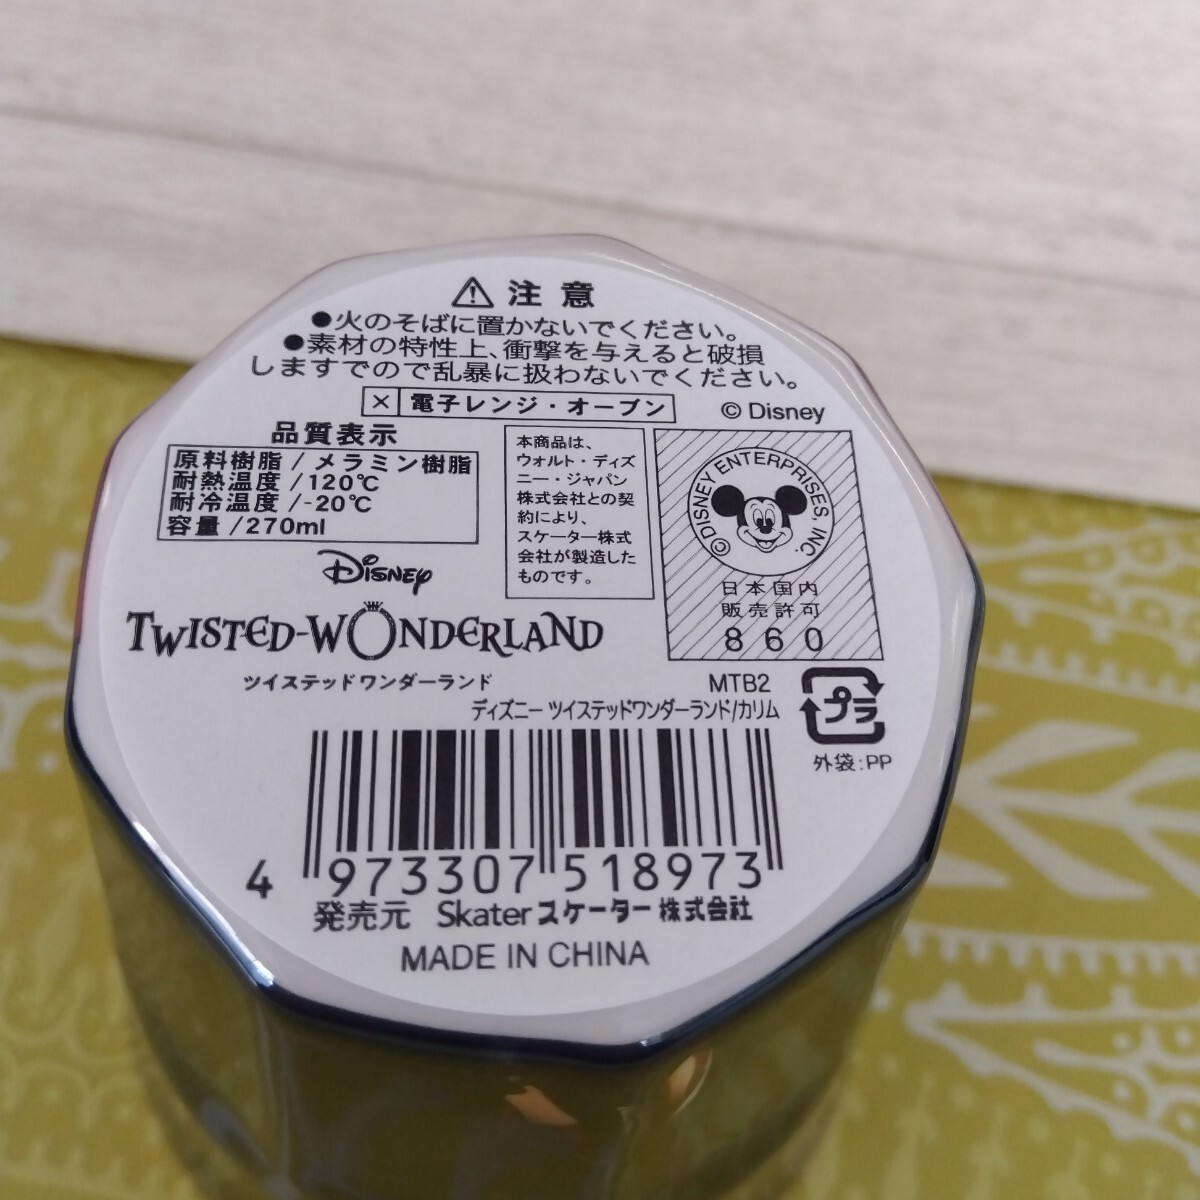 ⚠ 注意
●火のそばに置かないでください。
●素材の特性上、衝撃を与えると破損
しますでので乱暴に扱わないでください。
× 電子レンジ・オーブン
© Disney
品質表示
原料樹脂 / メラミン樹脂
耐熱温度 / 120℃
耐冷温度 / -20℃
容量 / 270ml
本商品は、
ウォルト・ディズ
ニー・ジャパン
株式会社との契
約により、
スケーター株式
会社が製造した
ものです。
©DISNEY ENTERPRISES, INC.
日本国内
販売許可
860
Disney
TWISTED-WONDERLAND
ツイステッドワンダーランド
MTB2
ディズニー ツイステッドワンダーランド/カリム
プラ
外袋:PP
4 973307 518973
発売元 Skater スケーター株式会社
MADE IN CHINA